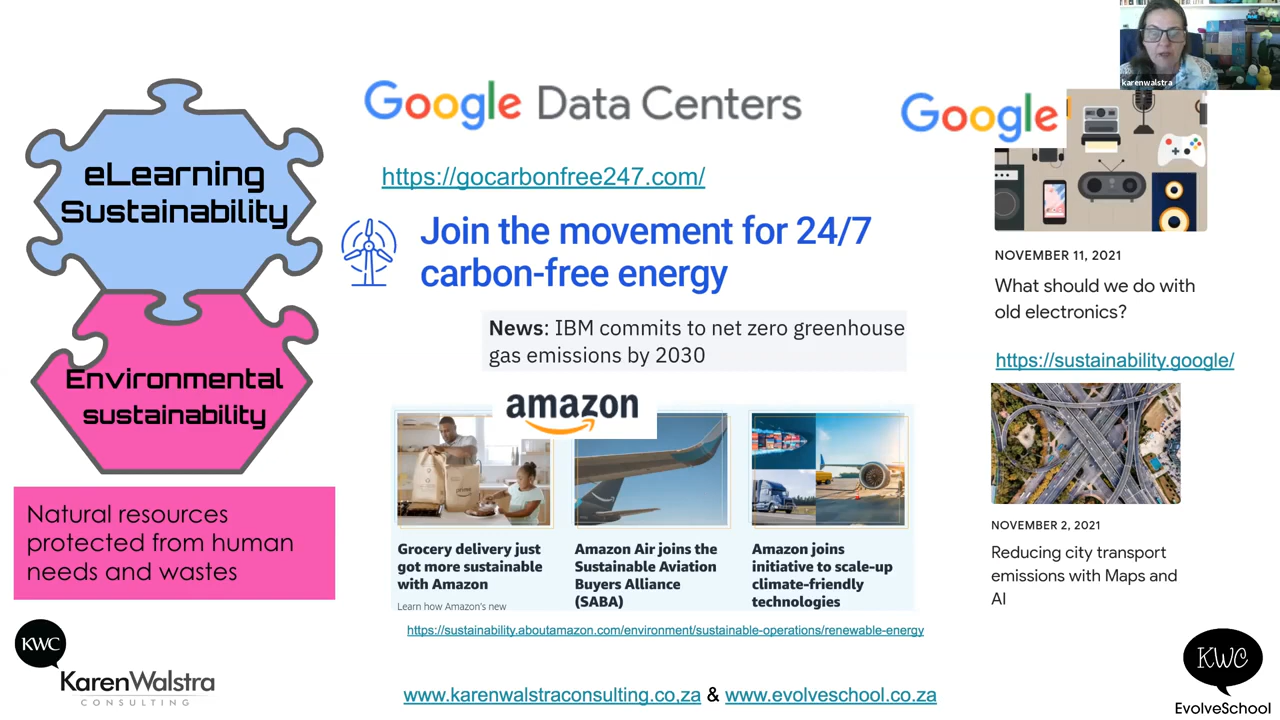 karenwalstra
Google Data Centers
Google
eLearning
Sustainability
https://gocarbonfree247.com/
Join the movement for 24/7
carbon-free energy
News: IBM commits to net zero greenhouse
gas emissions by 2030
Environmental
sustainability
Natural resources
protected from human
needs and wastes
amazon
Grocery delivery just
got more sustainable
with Amazon
Learn how Amazon's new
Amazon Air joins the
Sustainable Aviation
Buyers Alliance
(SABA)
Amazon joins
initiative to scale-up
climate-friendly
technologies
https://sustainability.aboutamazon.com/environment/sustainable-operations/renewable-energy
NOVEMBER 11, 2021
What should we do with
old electronics?
https://sustainability.google/
NOVEMBER 2, 2021
Reducing city transport
emissions with Maps and
AI
KWC
KarenWalstra
CONSULTING
www.karenwalstraconsulting.co,za & www.evolveschool.co.za
KWC
EvolveSchool